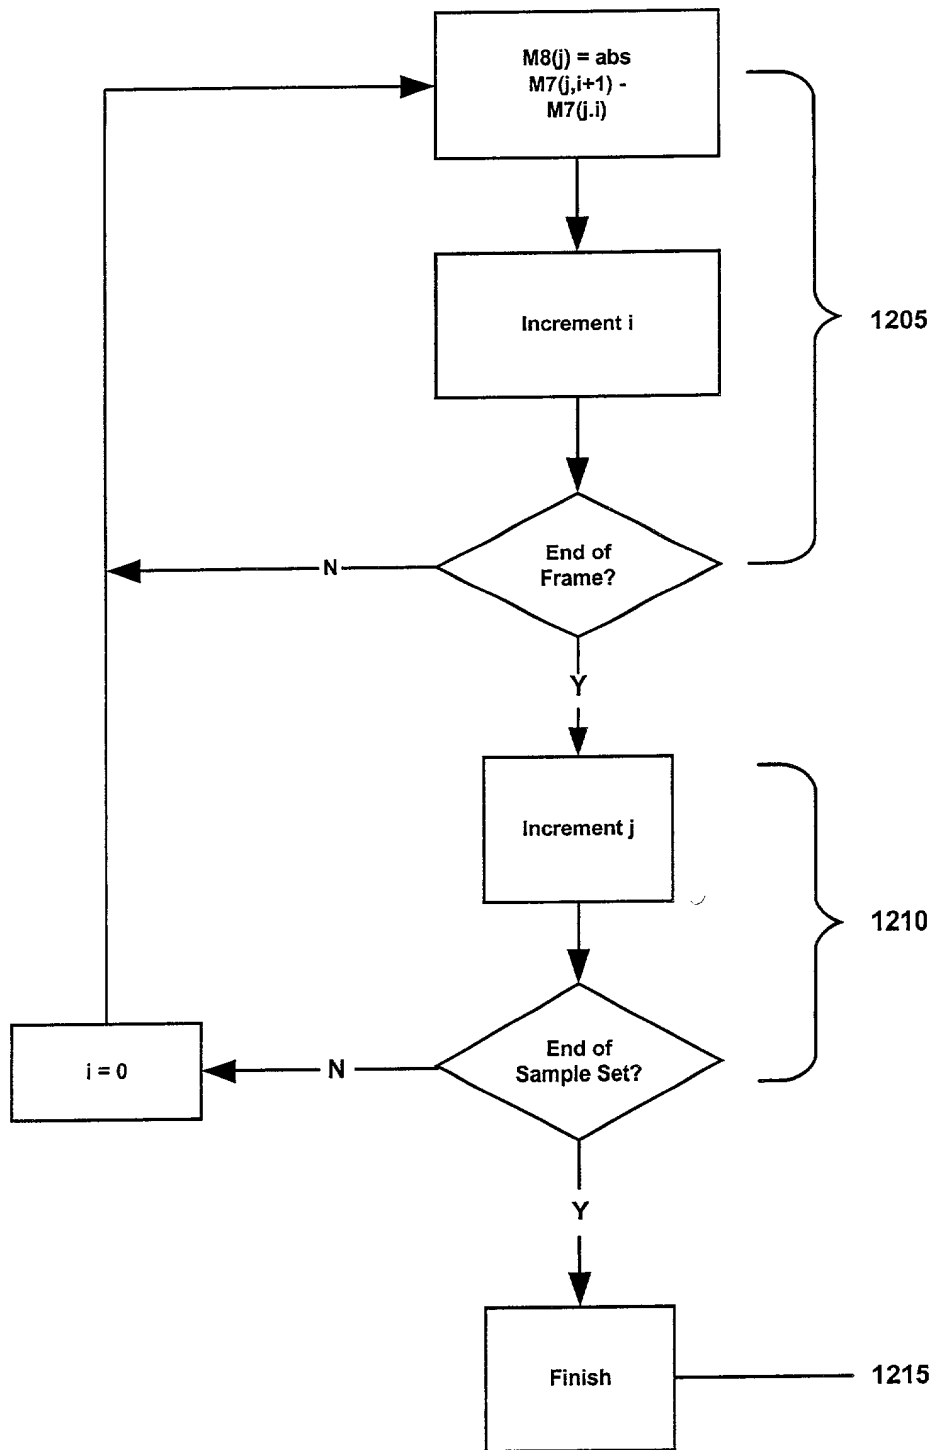 M8(j) = abs
M7(j,i+1) -
M7(j.i)
Increment i
1205
End of
Frame?
N
Y
Increment j
1210
End of
Sample Set?
N
i = 0
Y
Finish
1215